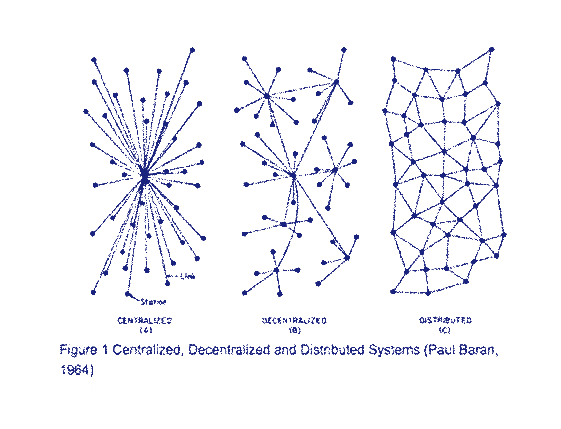 Link
Station
CENTRALIZED
(A)
DECENTRALIZED
(B)
DISTRIBUTED
(C)
Figure 1 Centralized, Decentralized and Distributed Systems (Paul Baran,
1964)